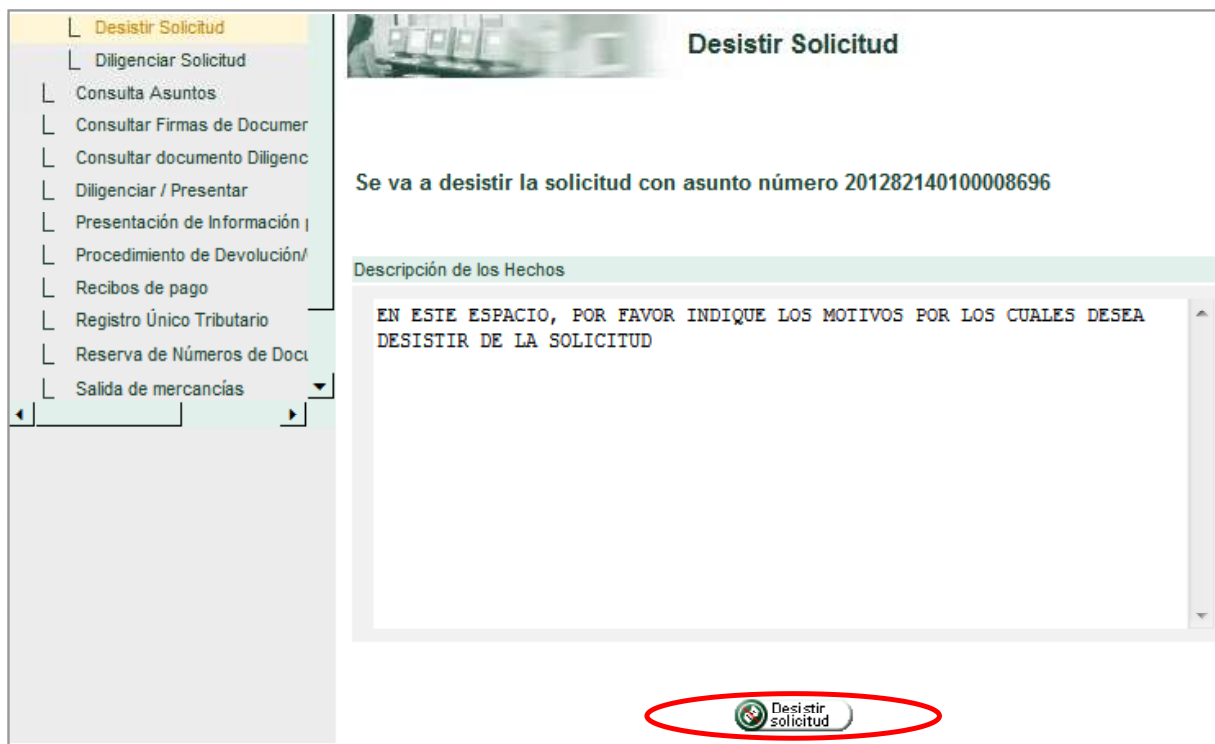 Desistir Solicitud
Diligenciar Solicitud
Consulta Asuntos
Consultar Firmas de Documen
Consultar documento Diligenc
Diligenciar / Presentar
Presentación de Información p
Procedimiento de Devolución/
Recibos de pago
Registro Único Tributario
Reserva de Números de Docu
Salida de mercancías
Desistir Solicitud
Se va a desistir la solicitud con asunto número 201282140100008696
Descripción de los Hechos
EN ESTE ESPACIO, POR FAVOR INDIQUE LOS MOTIVOS POR LOS CUALES DESEA
DESISTIR DE LA SOLICITUD
Desistir
solicitud